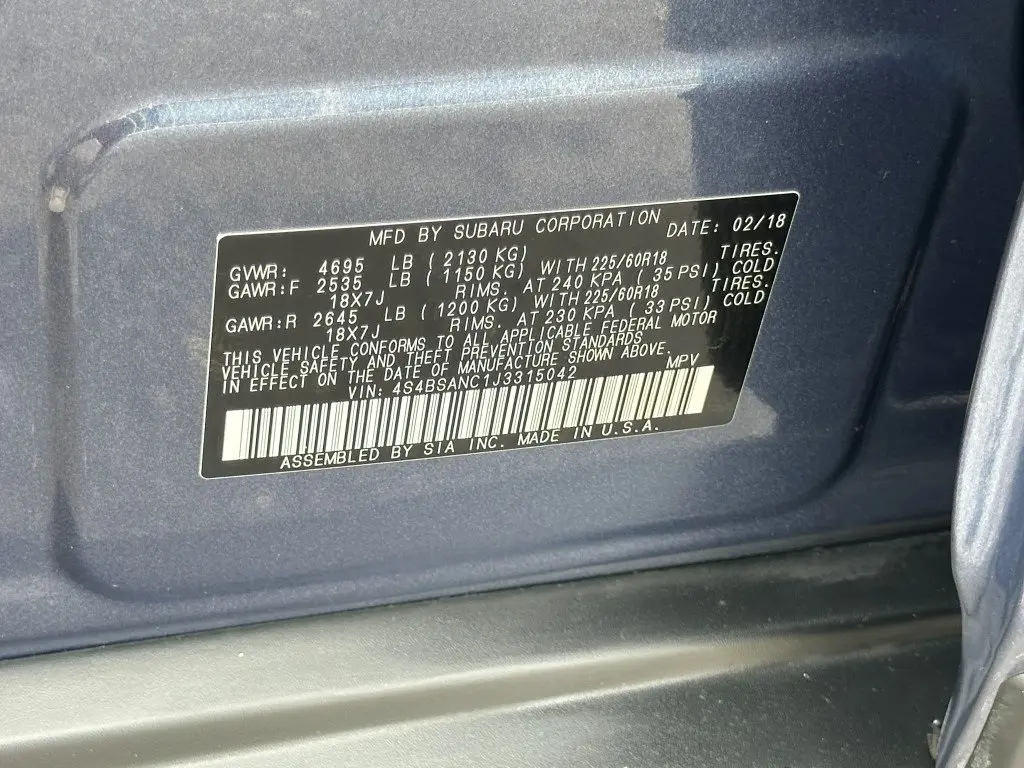 MFD BY SUBARU CORPORATION DATE: 02/18
GVWR: 4695 LB ( 2130 KG)
GAWR:F 2535 LB ( 1150 KG) WITH 225/60R18 TIRES.
18X7J RIMS. AT 240 KPA ( 35 PSI) COLD
GAWR:R 2645 LB ( 1200 KG) WITH 225/60R18 TIRES.
18X7J RIMS. AT 230 KPA ( 33 PSI) COLD
THIS VEHICLE CONFORMS TO ALL APPLICABLE FEDERAL MOTOR
VEHICLE SAFETY AND THEFT PREVENTION STANDARDS
IN EFFECT ON THE DATE OF MANUFACTURE SHOWN ABOVE.
VIN: 4S4BSANC1J3315042 MPV
ASSEMBLED BY SIA INC. MADE IN U.S.A.